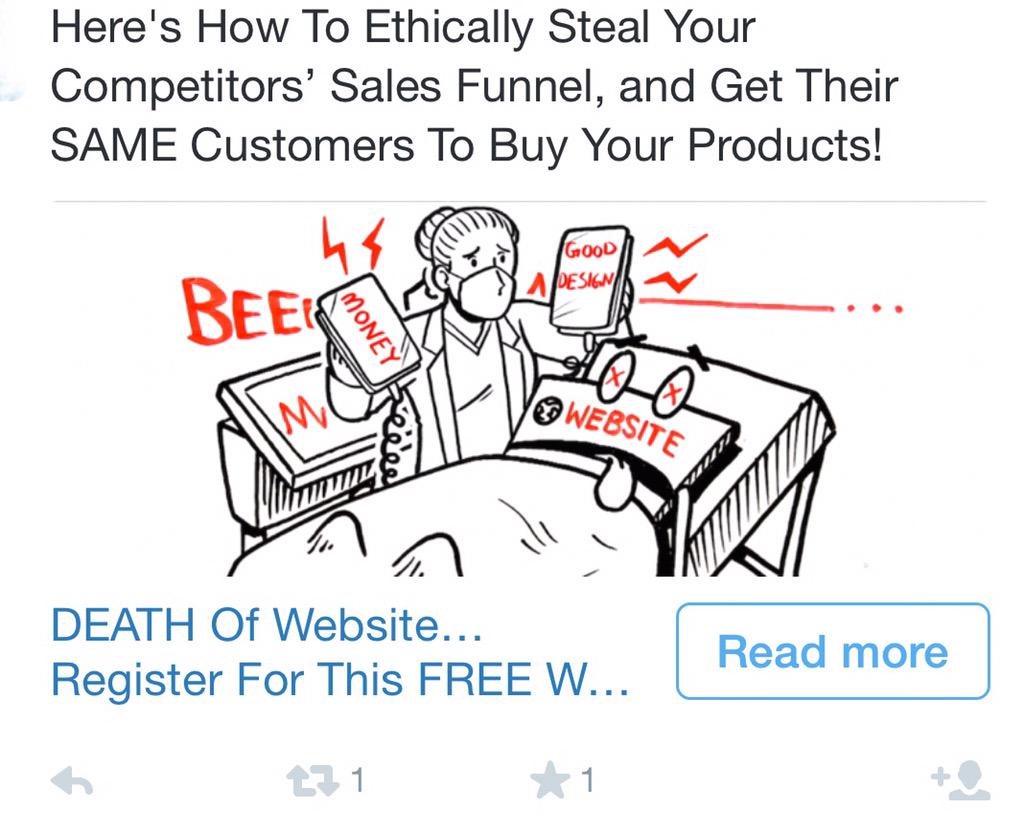 Here's How To Ethically Steal Your
Competitors’ Sales Funnel, and Get Their
SAME Customers To Buy Your Products!
MONEY
GOOD
DESIGN
WEBSITE
DEATH Of Website...
Register For This FREE W...
Read more
1
1